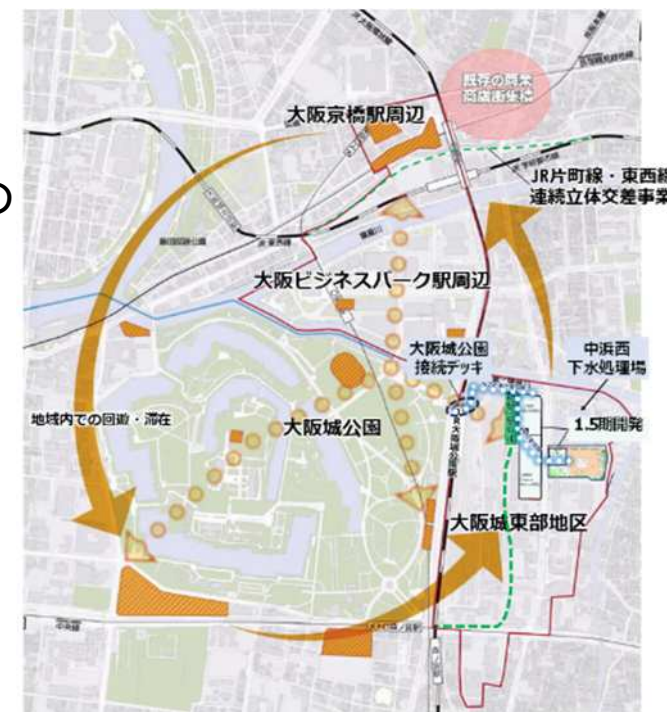 既存の商業
商店街集積
大阪京橋駅周辺
JR片町線・東西線
連続立体交差事業
大阪ビジネスパーク駅周辺
大阪城公園
接続デッキ
中浜西
下水処理場
1.5期開発
地域内での回遊・滞在
大阪城公園
大阪城東部地区
中央線